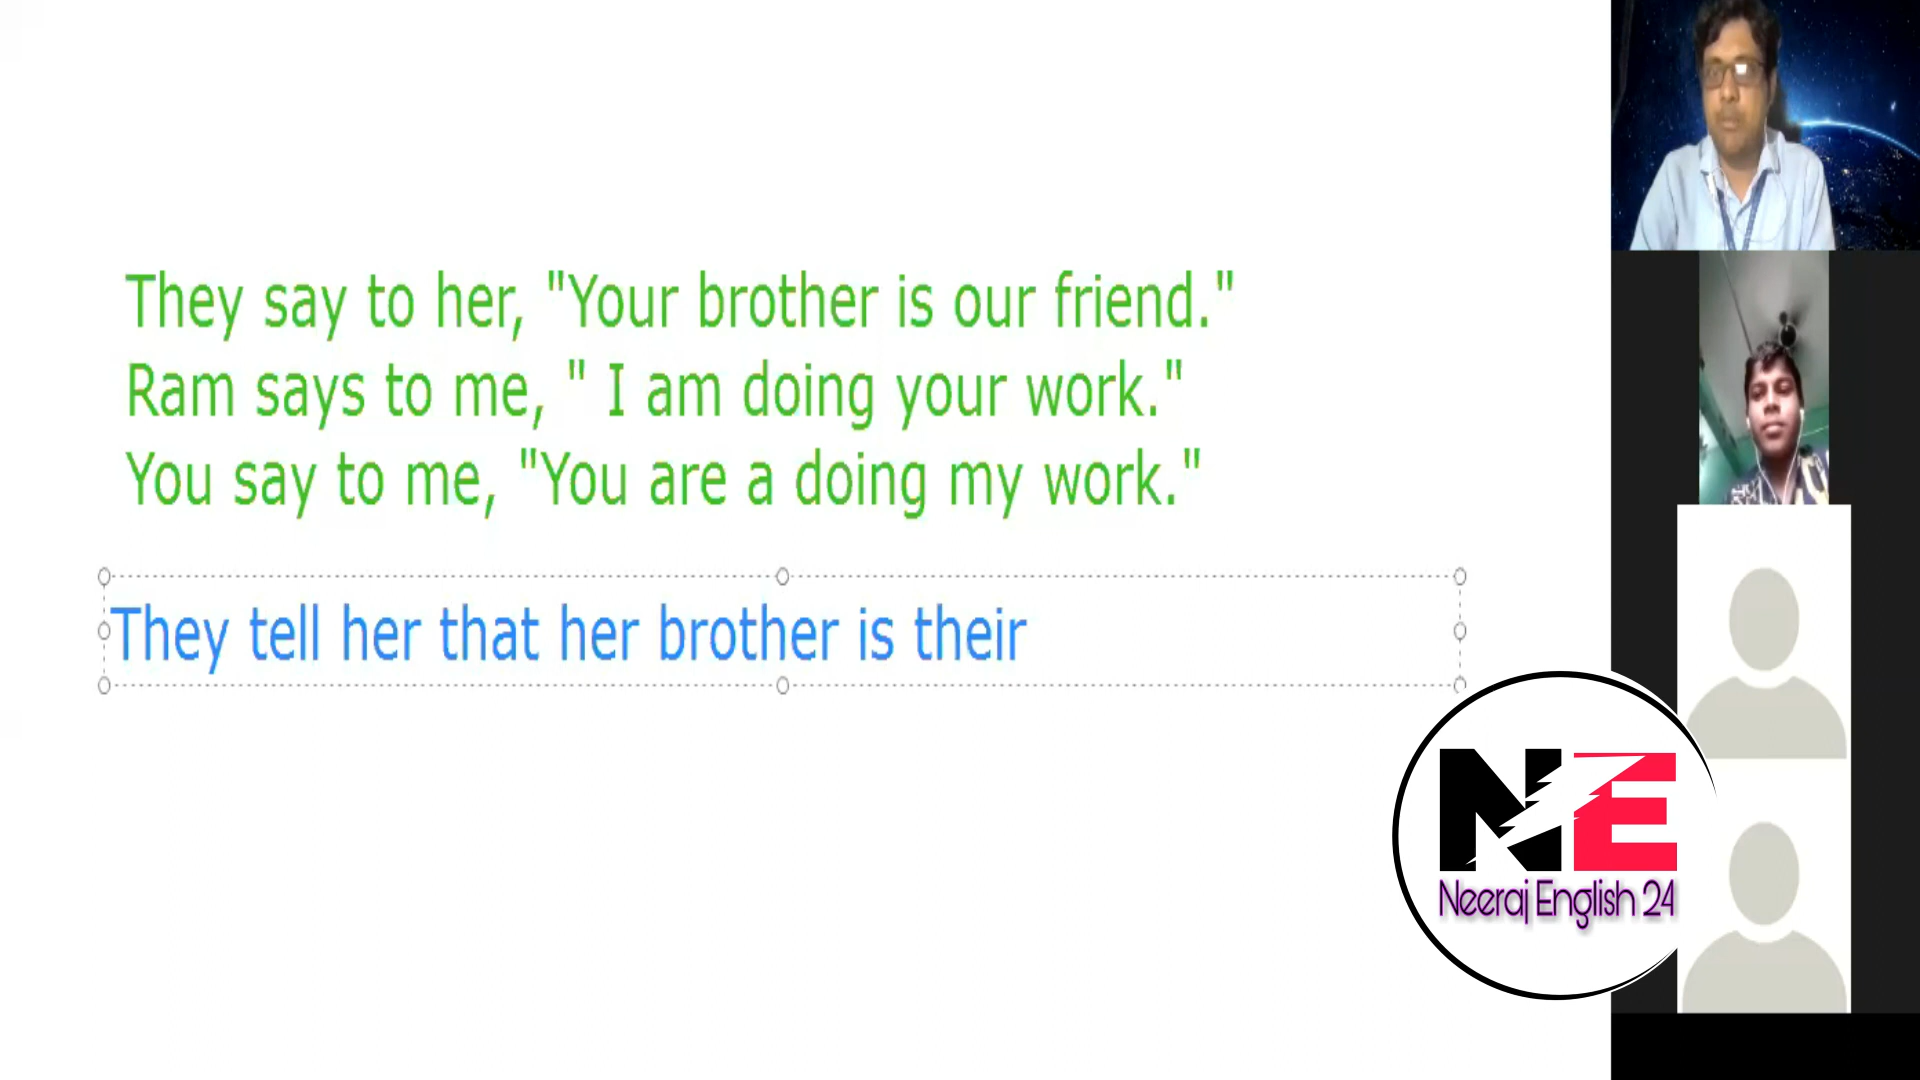 They say to her, "Your brother is our friend."
Ram says to me, " I am doing your work."
You say to me, "You are a doing my work."
They tell her that her brother is their
NE
Neeraj English 24